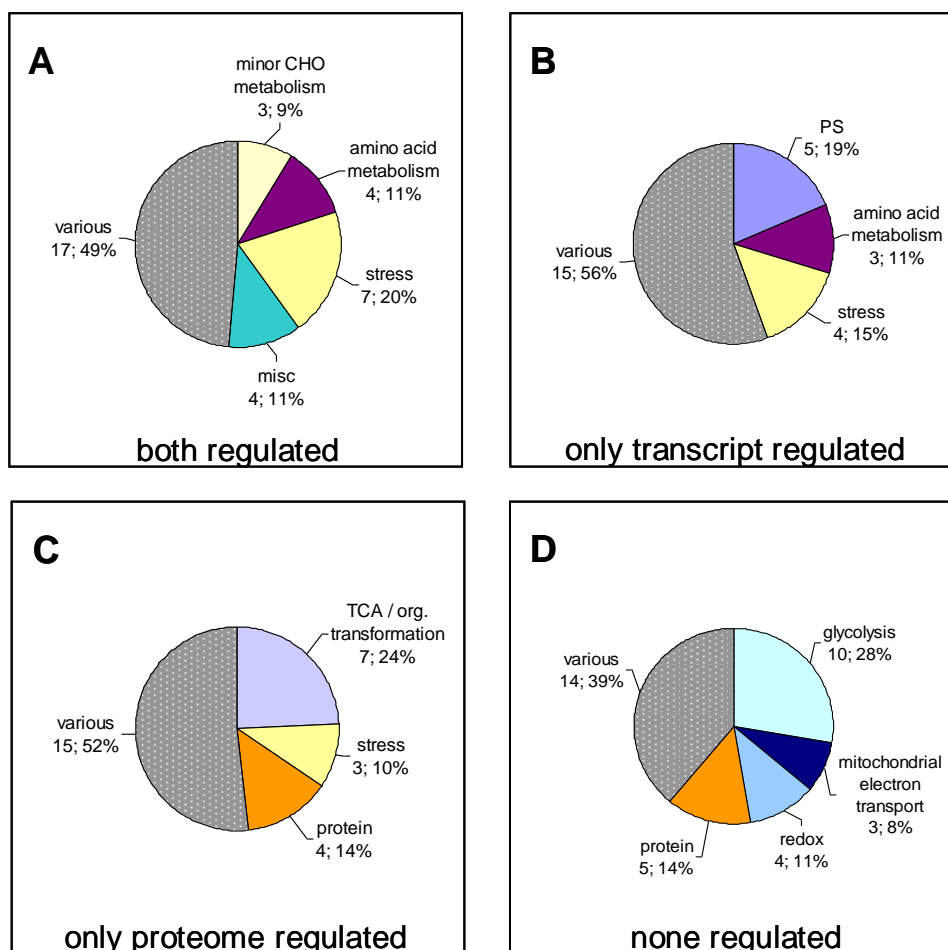 A
minor CHO
metabolism
3; 9%
amino acid
metabolism
4; 11%
stress
7; 20%
misc
4; 11%
various
17; 49%
both regulated
B
PS
5; 19%
amino acid
metabolism
3; 11%
stress
4; 15%
various
15; 56%
only transcript regulated
C
TCA / org.
transformation
7; 24%
stress
3; 10%
protein
4; 14%
various
15; 52%
only proteome regulated
D
glycolysis
10; 28%
mitochondrial
electron
transport
3; 8%
redox
4; 11%
protein
5; 14%
various
14; 39%
none regulated